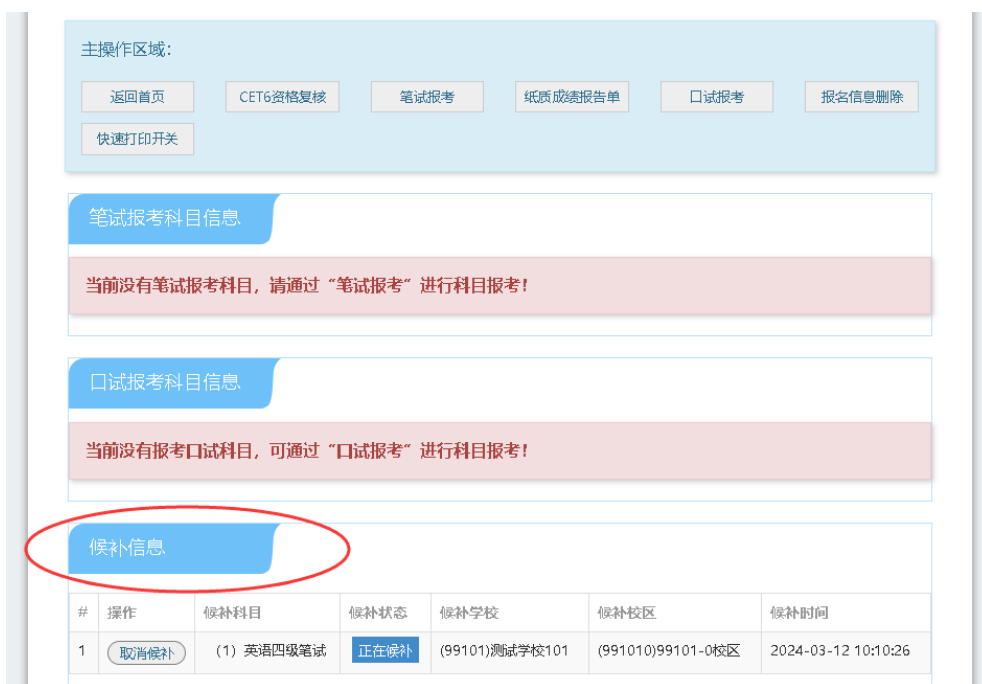 主操作区域：
返回首页 CET6资格复核 笔试报考 纸质成绩报告单 口试报考 报名信息删除
快速打印开关
笔试报考科目信息
当前没有笔试报考科目，请通过“笔试报考”进行科目报考！
口试报考科目信息
当前没有报考口试科目，可通过“口试报考”进行科目报考！
候补信息
# 操作 候补科目 候补状态 候补学校 候补校区 候补时间
1 取消候补 （1）英语四级笔试 正在候补 (99101)测试学校101 (991010)99101-0校区 2024-03-12 10:10:26